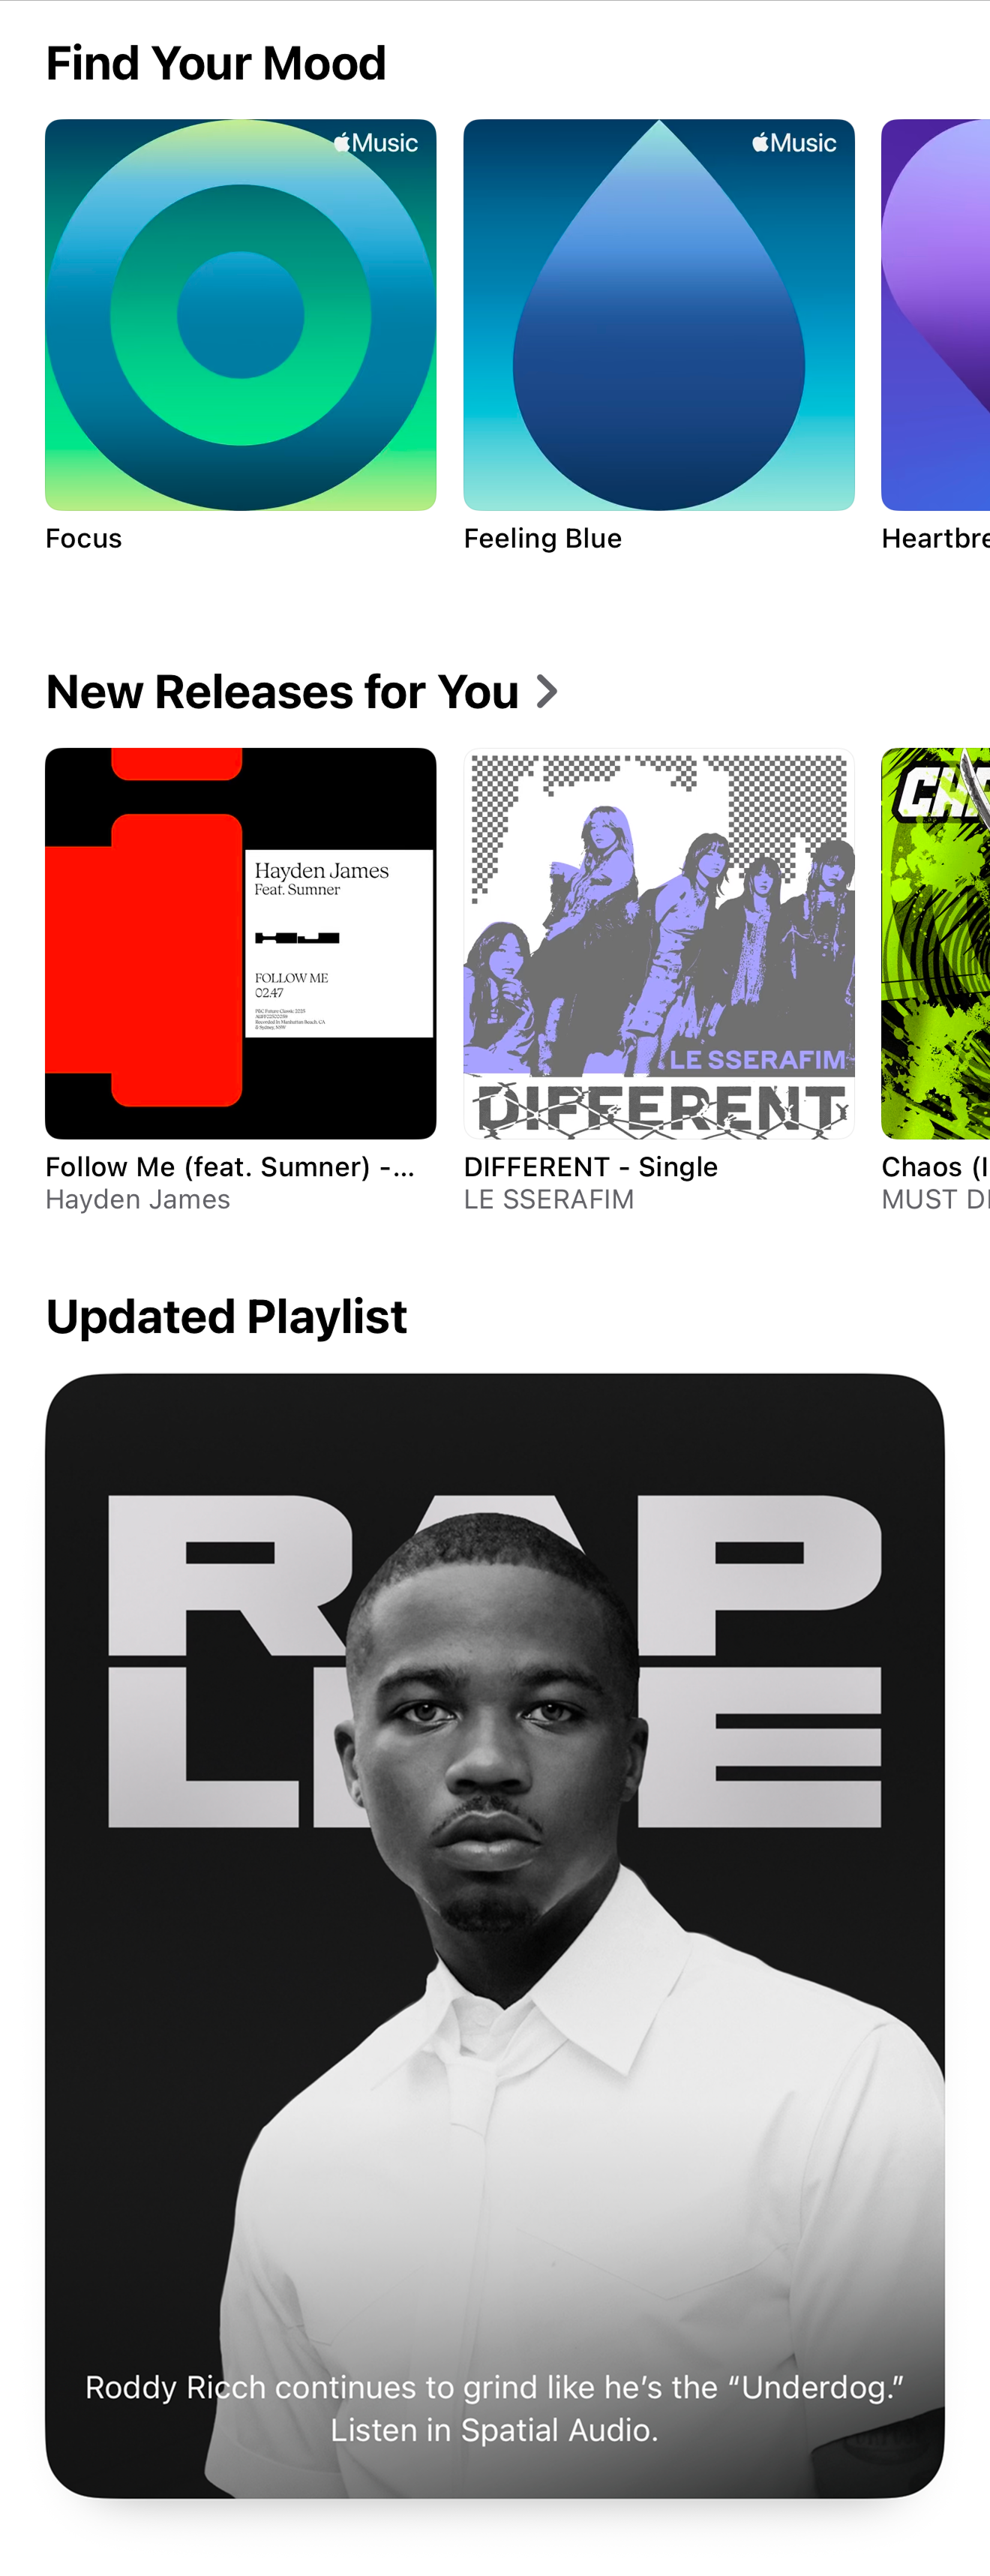 Find Your Mood
Music
Music
Focus
Feeling Blue
Heartbre
New Releases for You
Hayden James
Feat. Sumner
FOLLOW ME
02.47
LE SSERAFIM
DIFFERENT
Follow Me (feat. Sumner) -...
Hayden James
DIFFERENT - Single
LE SSERAFIM
Chaos (I
MUST DI
Updated Playlist
RAP
LIFE
Roddy Ricch continues to grind like he’s the “Underdog.”
Listen in Spatial Audio.